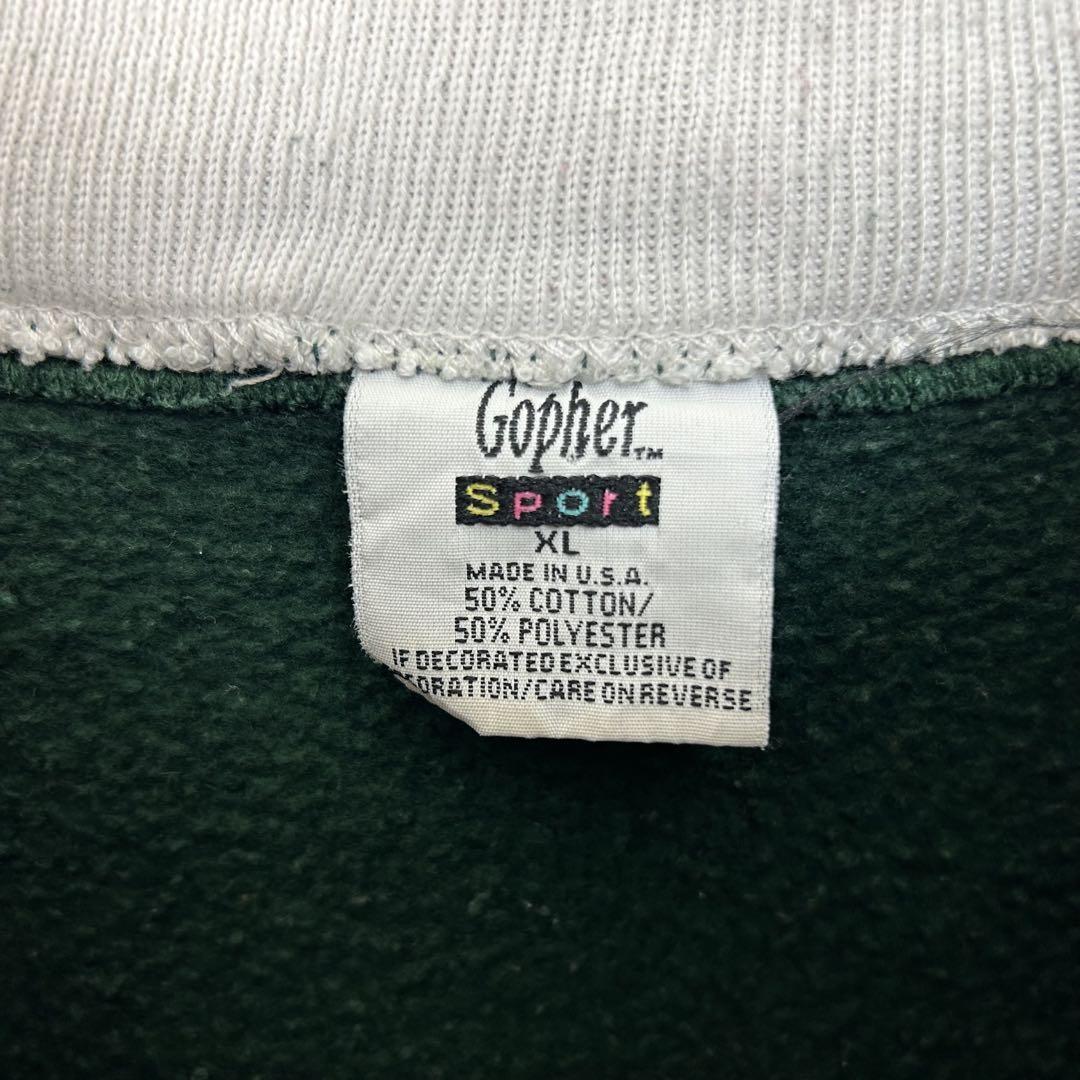 Gopher™
Sport
XL
MADE IN U.S.A.
50% COTTON/
50% POLYESTER
IF DECORATED EXCLUSIVE OF
ORATION/CARE ON REVERSE